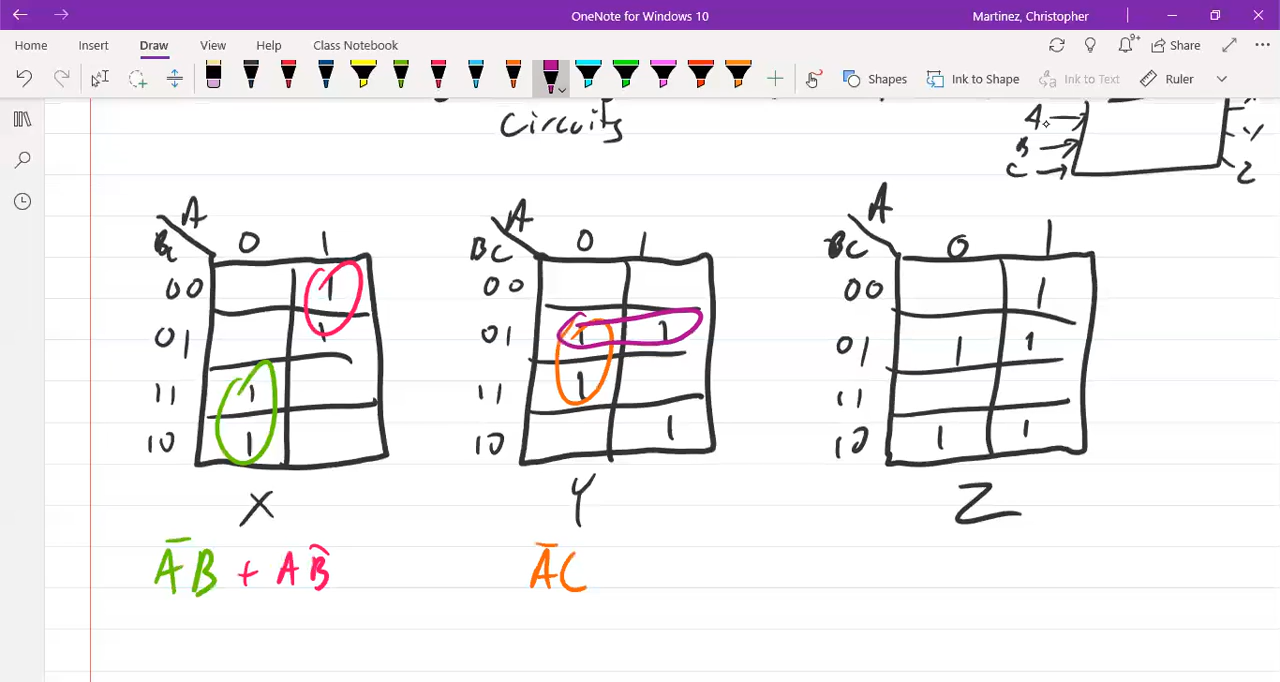 OneNote for Windows 10
Martinez, Christopher
Home Insert Draw View Help Class Notebook
Share
Shapes Ink to Shape Ink to Text Ruler
Circuits
A
B
C
Y
Z
A
BC 0 1
00 1
01 1
11 1
10 1
X
A̅B + AB̅
A
BC 0 1
00
01 1 1
11 1
10 1
Y
A̅C
A
BC 0 1
00 1
01 1 1
11
10 1 1
Z